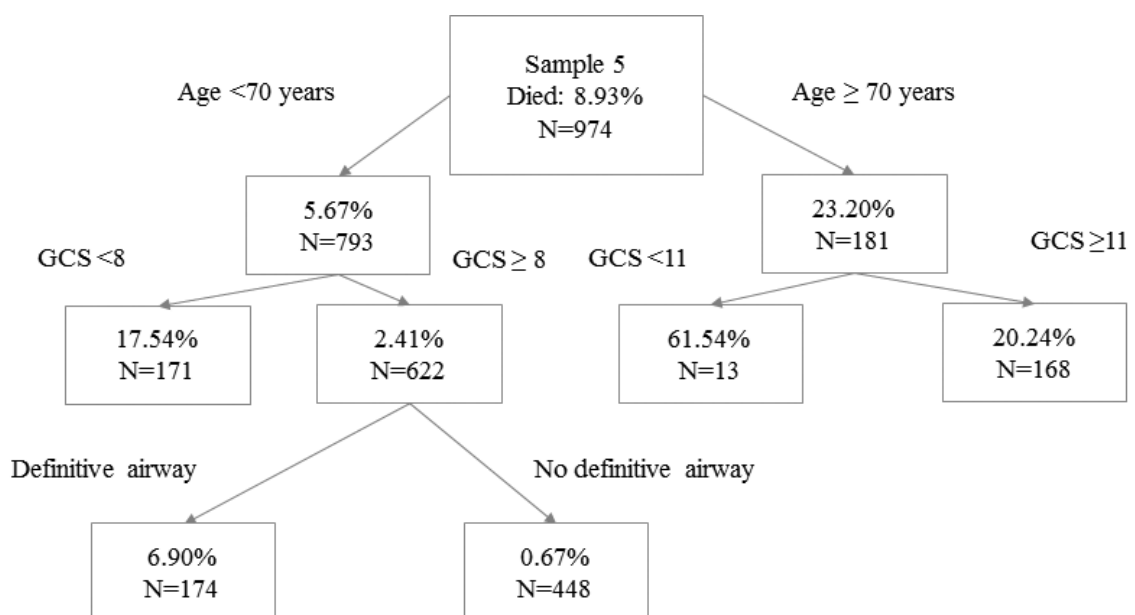 Sample 5
Died: 8.93%
N=974
Age <70 years
Age ≥ 70 years
5.67%
N=793
23.20%
N=181
GCS <8
GCS ≥ 8
GCS <11
GCS ≥11
17.54%
N=171
2.41%
N=622
61.54%
N=13
20.24%
N=168
Definitive airway
No definitive airway
6.90%
N=174
0.67%
N=448